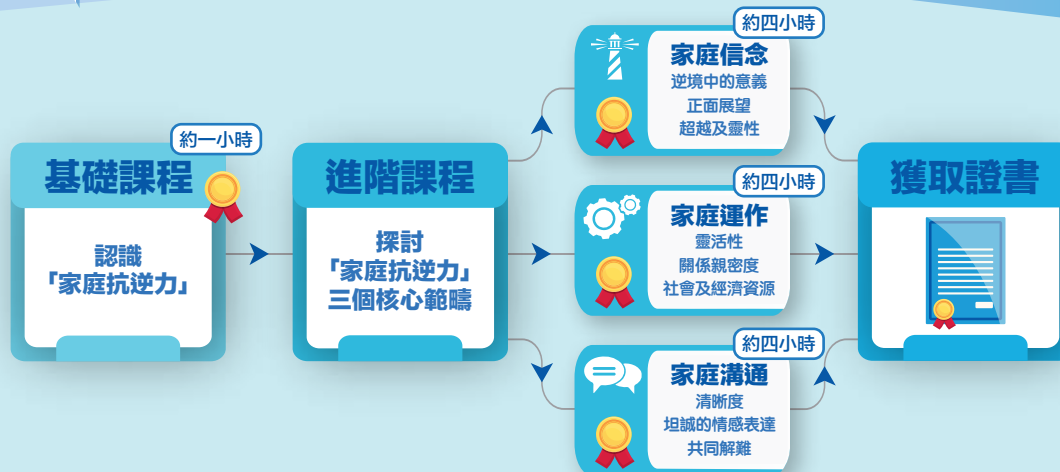 約一小時
基礎課程
認識
「家庭抗逆力」
進階課程
探討
「家庭抗逆力」
三個核心範疇
約四小時
家庭信念
逆境中的意義
正面展望
超越及靈性
約四小時
家庭運作
靈活性
關係親密度
社會及經濟資源
約四小時
家庭溝通
清晰度
坦誠的情感表達
共同解難
獲取證書